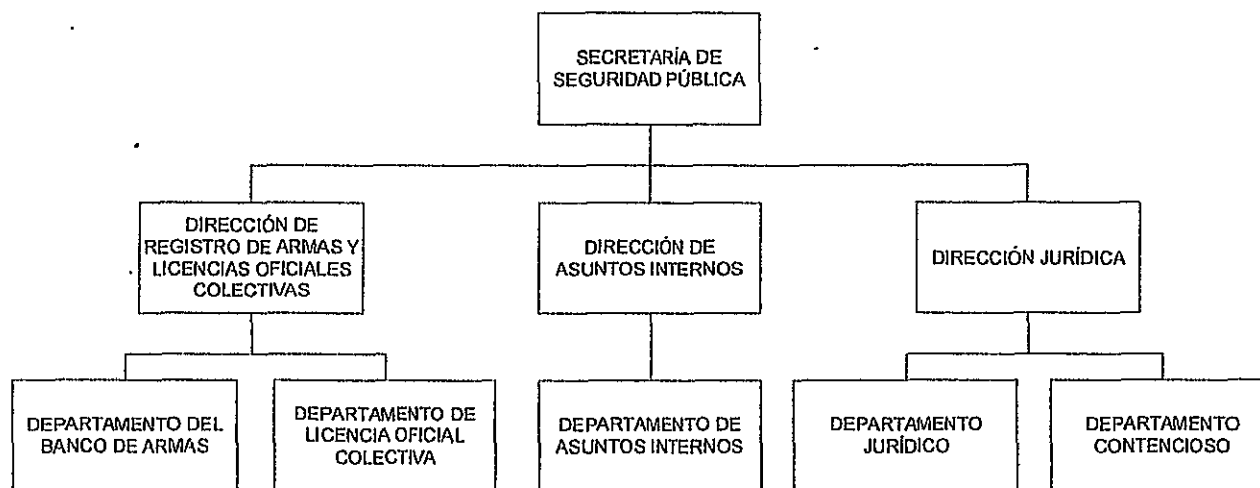 SECRETARÍA DE
SEGURIDAD PÚBLICA
DIRECCIÓN DE
REGISTRO DE ARMAS Y
LICENCIAS OFICIALES
COLECTIVAS
DIRECCIÓN DE
ASUNTOS INTERNOS
DIRECCIÓN JURÍDICA
DEPARTAMENTO DEL
BANCO DE ARMAS
DEPARTAMENTO DE
LICENCIA OFICIAL
COLECTIVA
DEPARTAMENTO DE
ASUNTOS INTERNOS
DEPARTAMENTO
JURÍDICO
DEPARTAMENTO
CONTENCIOSO